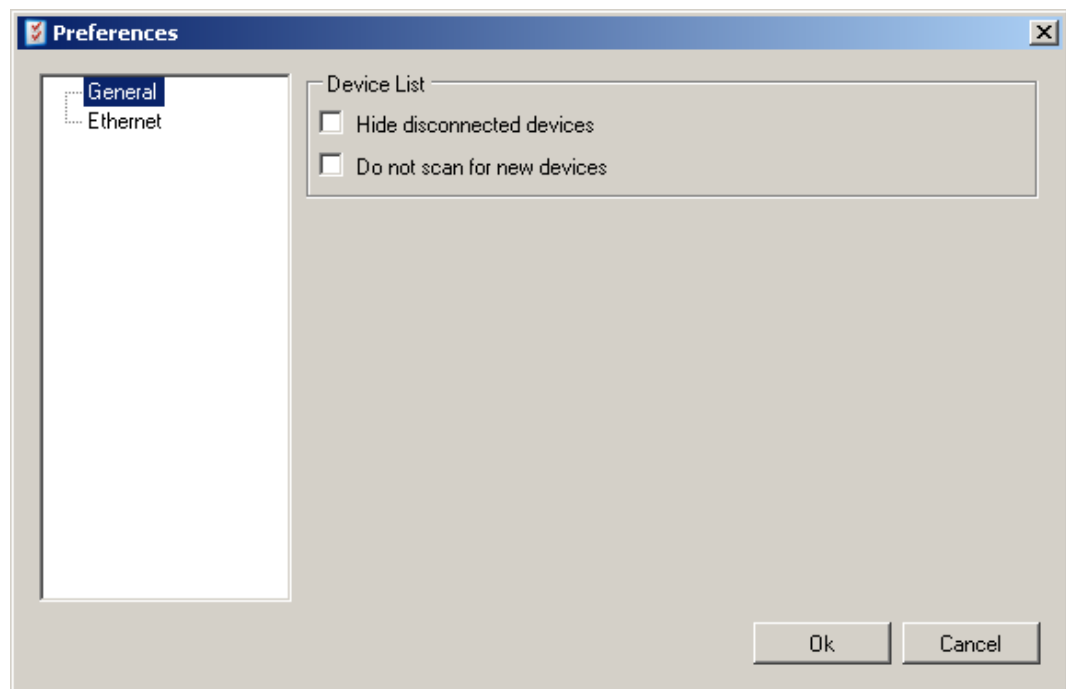 Preferences
General
Ethernet
Device List
Hide disconnected devices
Do not scan for new devices
Ok
Cancel